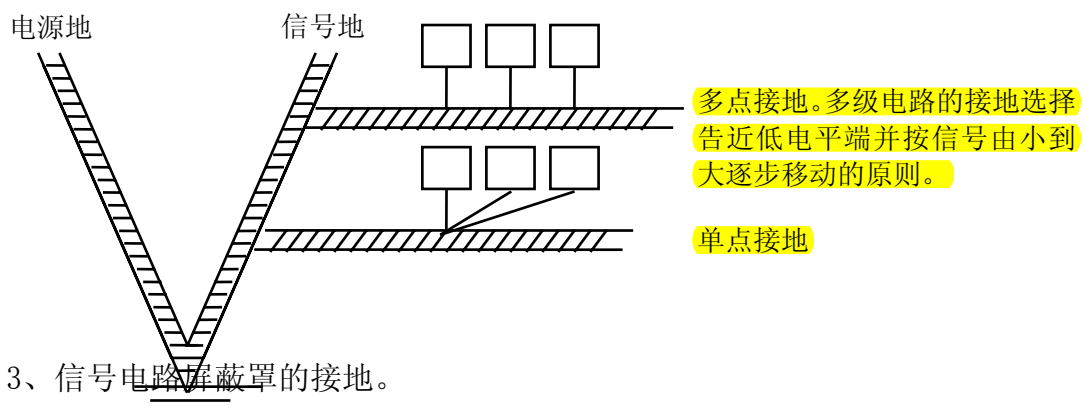 电源地
信号地
多点接地。多级电路的接地选择
告近低电平端并按信号由小到
大逐步移动的原则。
单点接地
3、信号电路屏蔽罩的接地。